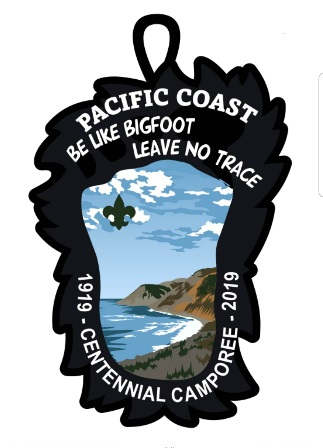 PACIFIC COAST
BE LIKE BIGFOOT
LEAVE NO TRACE
1919 - CENTENNIAL CAMPOREE - 2019